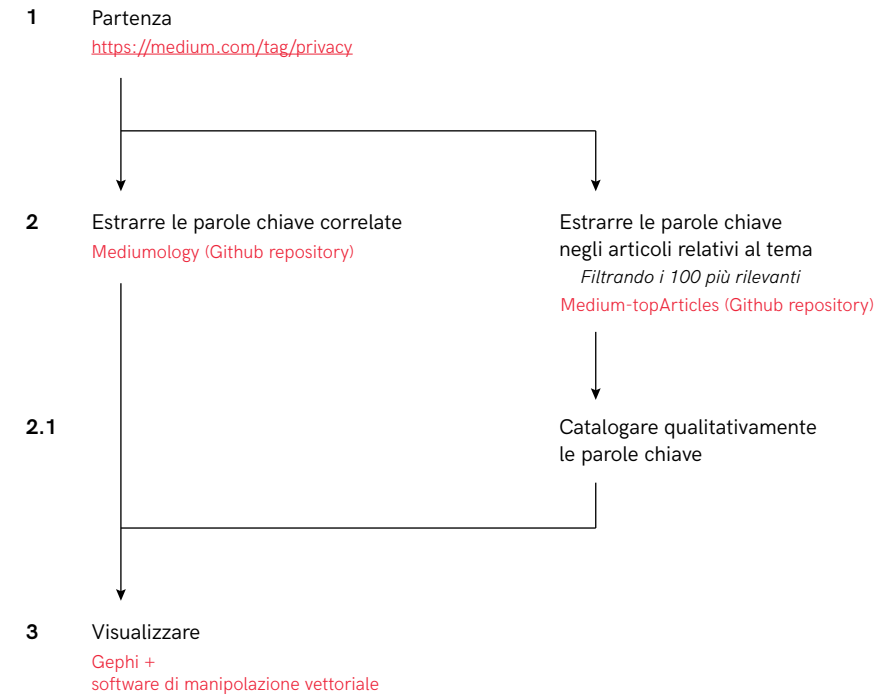 1 Partenza
https://medium.com/tag/privacy
2 Estrarre le parole chiave correlate
Mediumology (Github repository)
Estrarre le parole chiave
negli articoli relativi al tema
Filtrando i 100 più rilevanti
Medium-topArticles (Github repository)
2.1
Catalogare qualitativamente
le parole chiave
3 Visualizzare
Gephi +
software di manipolazione vettoriale